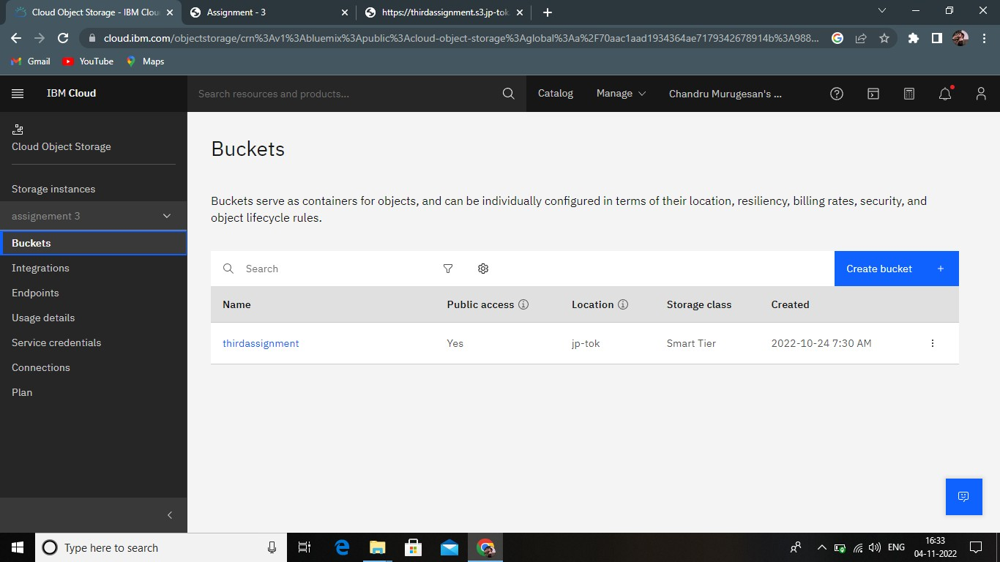 Cloud Object Storage - IBM Clou
Assignment - 3
https://thirdassignment.s3.jp-tok
cloud.ibm.com/objectstorage/crn%3Av1%3Abluemix%3Apublic%3Acloud-object-storage%3Aglobal%3Aa%2F70aac1aad1934364ae7179342678914b%3A988...
Gmail
YouTube
Maps
IBM Cloud
Search resources and products...
Catalog
Manage
Chandru Murugesan's ...
Cloud Object Storage
Storage instances
assignement 3
Buckets
Integrations
Endpoints
Usage details
Service credentials
Connections
Plan
Buckets
Buckets serve as containers for objects, and can be individually configured in terms of their location, resiliency, billing rates, security, and
object lifecycle rules.
Search
Create bucket +
Name Public access Location Storage class Created
thirdassignment Yes jp-tok Smart Tier 2022-10-24 7:30 AM
Type here to search
ENG
16:33
04-11-2022